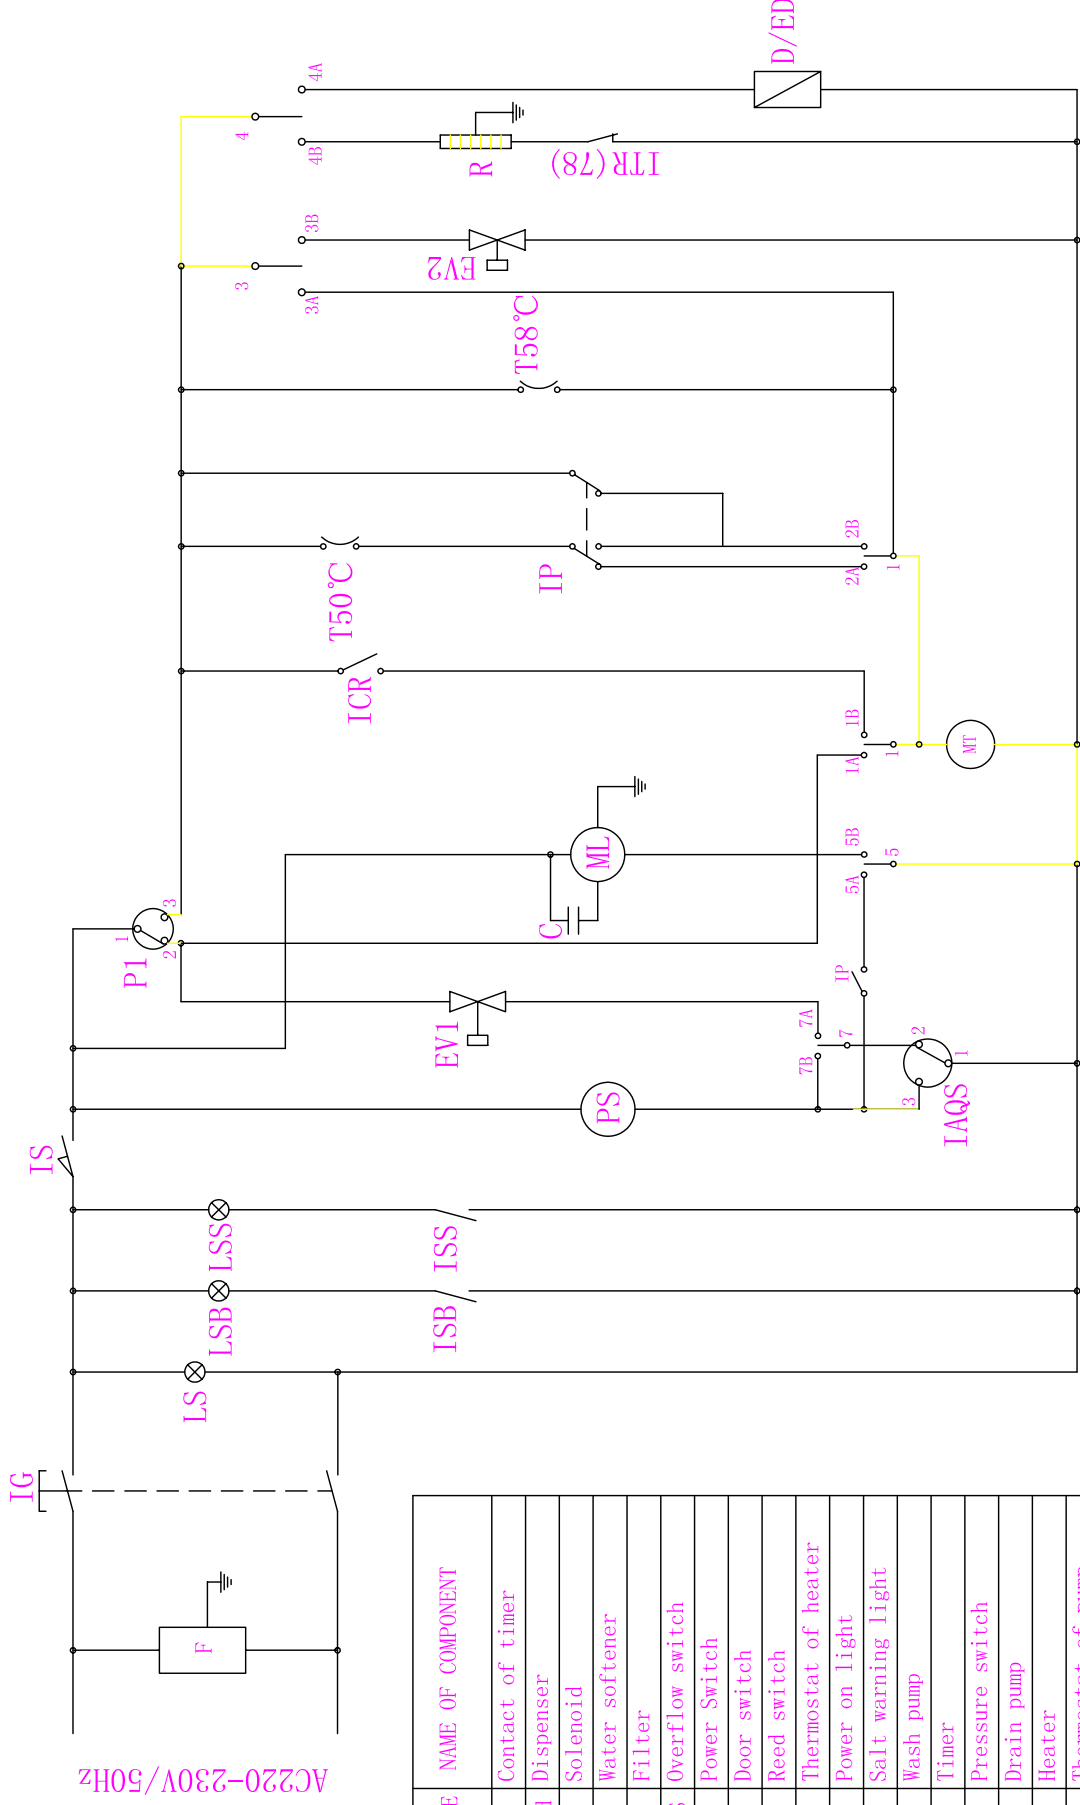 AC220-230V/50Hz
F
IG
LS
LSB
ISB
LSS
ISS
IS
PS
IAQS
3
1
2
EV1
7A
7B
7
IP
P1
1
2
3
C
ML
5A
5B
5
1A
1B
1
MT
ICR
T50℃
IP
2A
2B
1
T58℃
3A
3
3B
EV2
4B
4
4A
R
ITR(78)
D/ED
NAME OF COMPONENT
Contact of timer
Dispenser
Solenoid
Water softener
Filter
Overflow switch
Power Switch
Door switch
Reed switch
Thermostat of heater
Power on light
Salt warning light
Wash pump
Timer
Pressure switch
Drain pump
Heater
Thermostat of pump